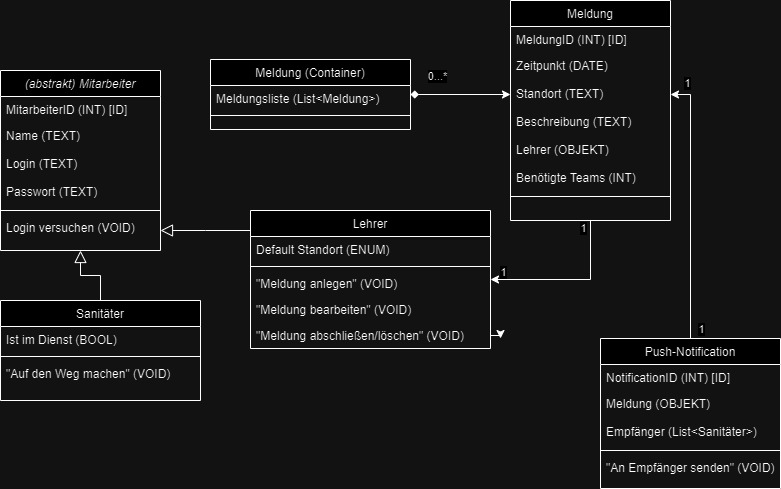 Meldung
MeldungID (INT) [ID]
Zeitpunkt (DATE)
Standort (TEXT)
Beschreibung (TEXT)
Lehrer (OBJEKT)
Benötigte Teams (INT)
Meldung (Container)
Meldungsliste (List<Meldung>)
0...*
1
(abstrakt) Mitarbeiter
MitarbeiterID (INT) [ID]
Name (TEXT)
Login (TEXT)
Passwort (TEXT)
Login versuchen (VOID)
Lehrer
Default Standort (ENUM)
"Meldung anlegen" (VOID)
"Meldung bearbeiten" (VOID)
"Meldung abschließen/löschen" (VOID)
1
1
Sanitäter
Ist im Dienst (BOOL)
"Auf den Weg machen" (VOID)
1
Push-Notification
NotificationID (INT) [ID]
Meldung (OBJEKT)
Empfänger (List<Sanitäter>)
"An Empfänger senden" (VOID)